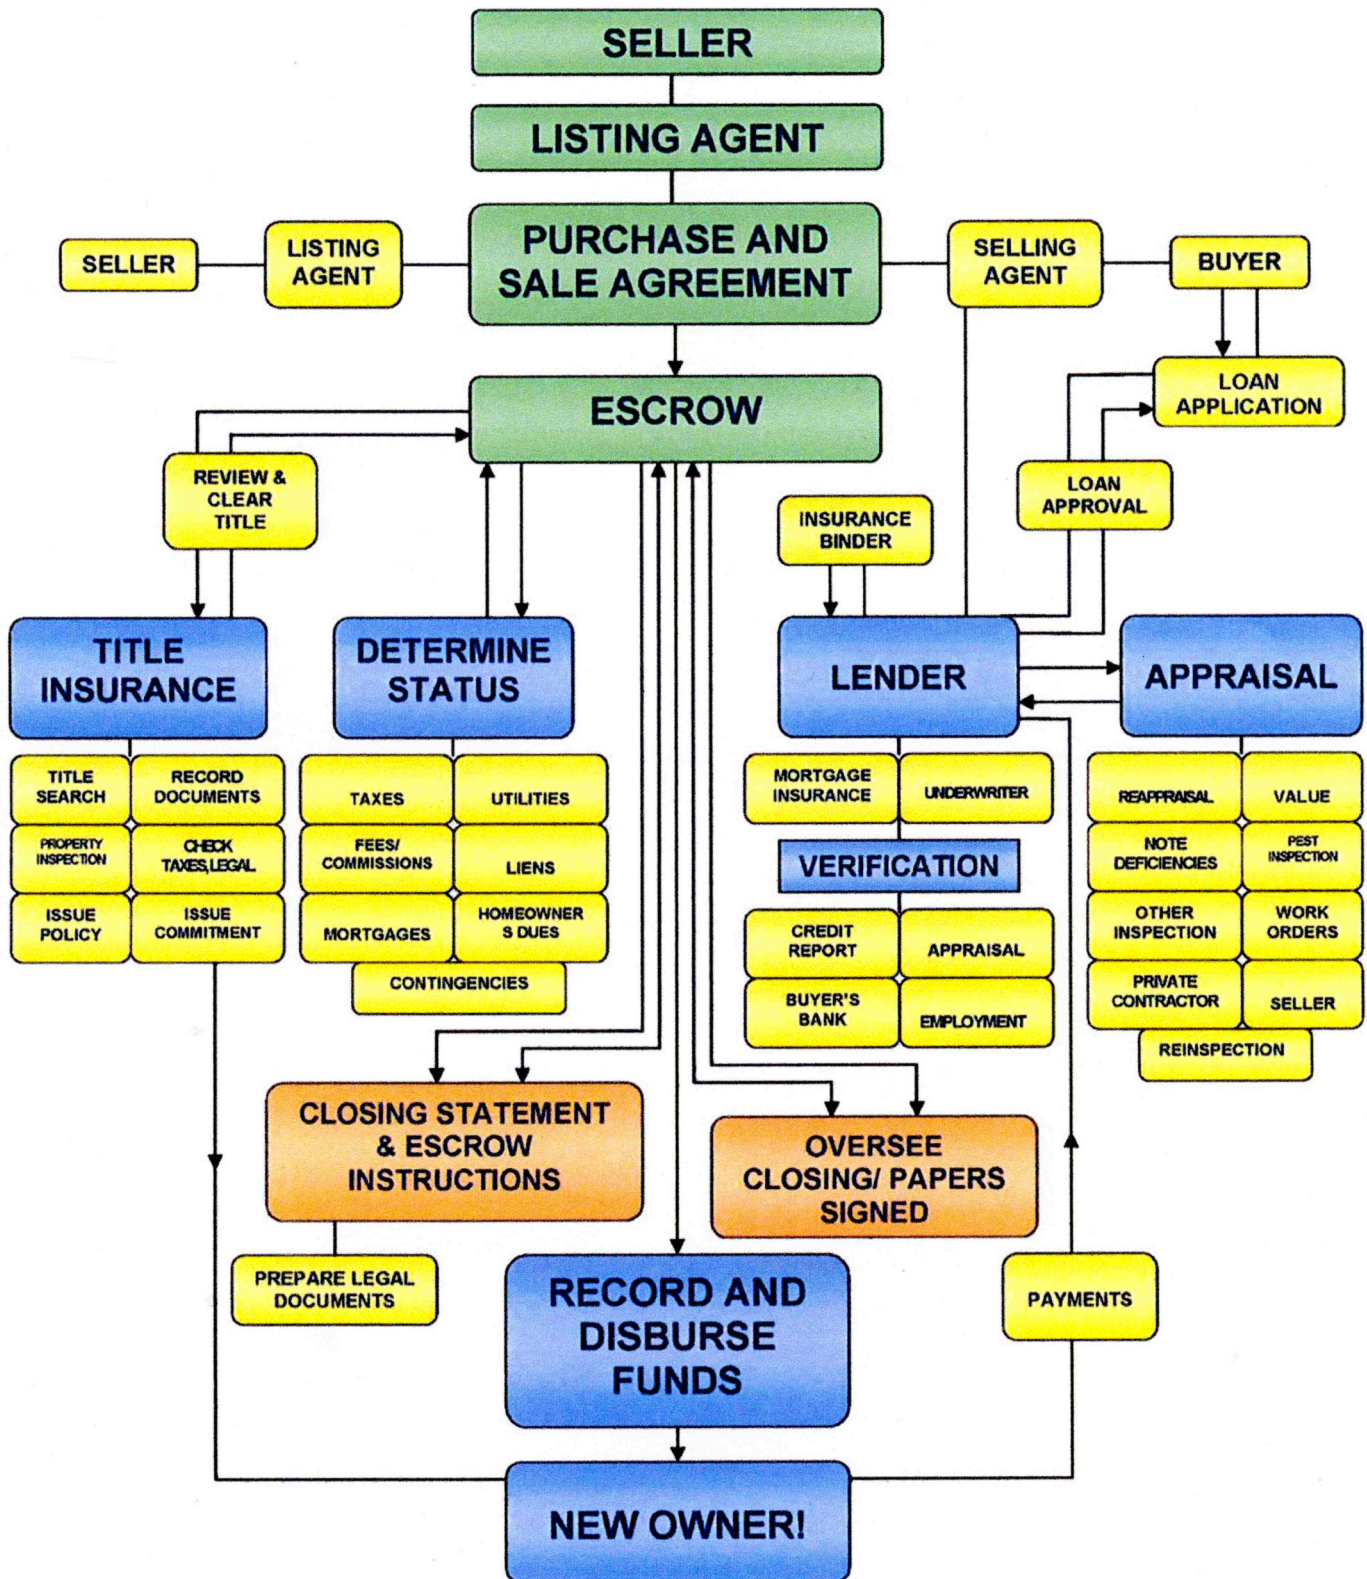 SELLER
LISTING AGENT
PURCHASE AND
SALE AGREEMENT
SELLER
LISTING
AGENT
SELLING
AGENT
BUYER
ESCROW
LOAN
APPLICATION
REVIEW &
CLEAR
TITLE
LOAN
APPROVAL
INSURANCE
BINDER
TITLE
INSURANCE
DETERMINE
STATUS
LENDER
APPRAISAL
TITLE
SEARCH
RECORD
DOCUMENTS
PROPERTY
INSPECTION
CHECK
TAXES,LEGAL
ISSUE
POLICY
ISSUE
COMMITMENT
TAXES
UTILITIES
FEES/
COMMISSIONS
LIENS
MORTGAGES
HOMEOWNER
S DUES
CONTINGENCIES
MORTGAGE
INSURANCE
UNDERWRITER
VERIFICATION
CREDIT
REPORT
APPRAISAL
BUYER'S
BANK
EMPLOYMENT
REAPPRAISAL
VALUE
NOTE
DEFICIENCIES
PEST
INSPECTION
OTHER
INSPECTION
WORK
ORDERS
PRIVATE
CONTRACTOR
SELLER
REINSPECTION
CLOSING STATEMENT
& ESCROW
INSTRUCTIONS
OVERSEE
CLOSING/ PAPERS
SIGNED
PREPARE LEGAL
DOCUMENTS
RECORD AND
DISBURSE
FUNDS
PAYMENTS
NEW OWNER!